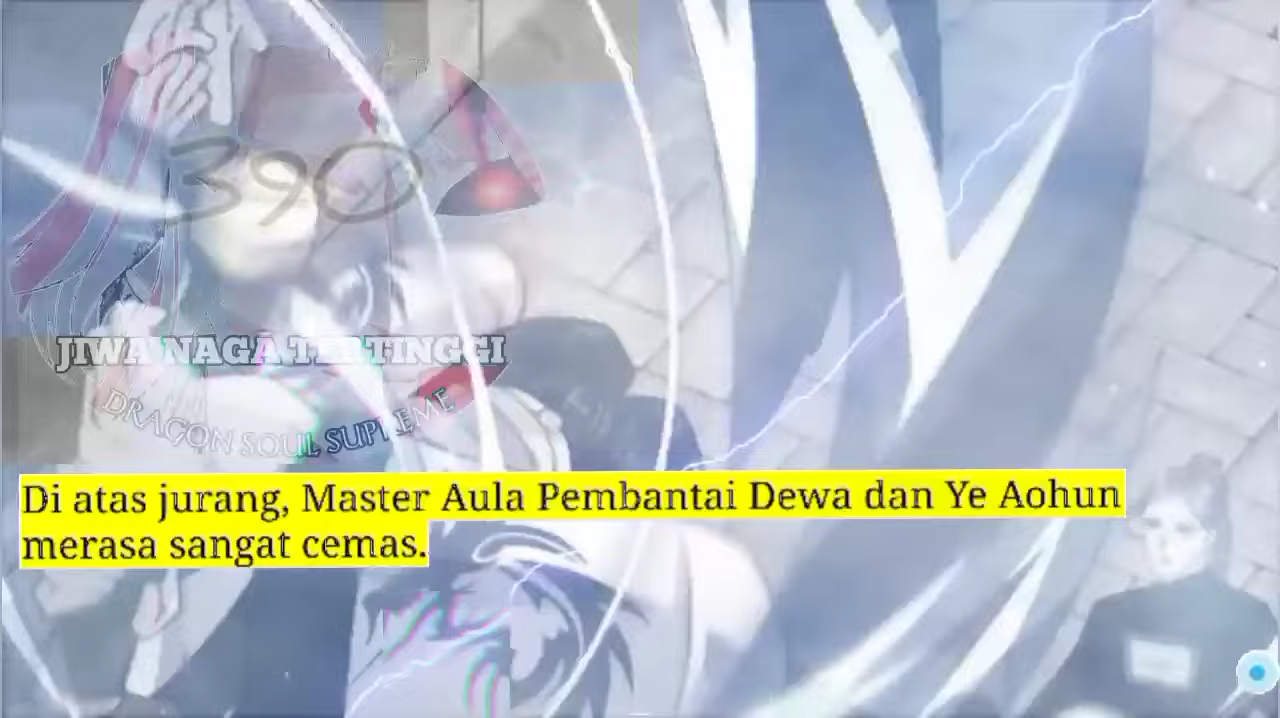 390
JIWA NAGA TERTINGGI
DRAGON SOUL SUPREME
Di atas jurang, Master Aula Pembantai Dewa dan Ye Aohun
merasa sangat cemas.